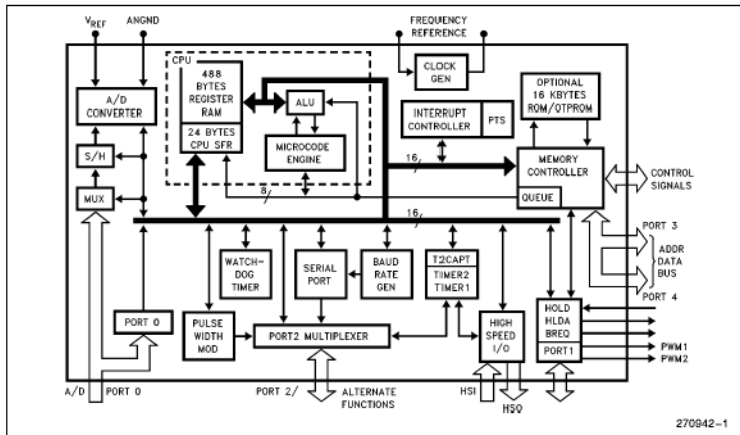 VREF
ANGND
FREQUENCY
REFERENCE
CPU
488
BYTES
REGISTER
RAM
24 BYTES
CPU SFR
ALU
MICROCODE
ENGINE
CLOCK
GEN
INTERRUPT
CONTROLLER
PTS
OPTIONAL
16 KBYTES
ROM/OTPROM
A/D
CONVERTER
S/H
MUX
16
MEMORY
CONTROLLER
QUEUE
CONTROL
SIGNALS
8
16
PORT 3
ADDR
DATA
BUS
PORT 4
WATCH-
DOG
TIMER
SERIAL
PORT
BAUD
RATE
GEN
T2CAPT
TIMER2
TIMER1
PORT 0
PULSE
WIDTH
MOD
PORT2 MULTIPLEXER
HIGH
SPEED
I/O
HOLD
HLDA
BREQ
PORT1
PWM1
PWM2
A/D
PORT 0
PORT 2/
ALTERNATE
FUNCTIONS
HSI
HSO
270942-1